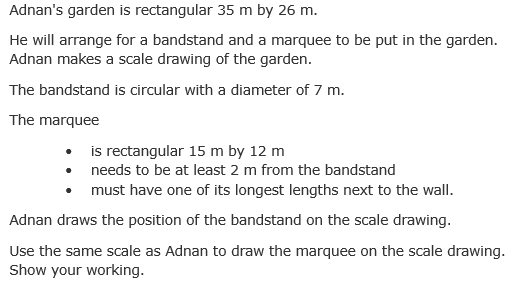 Adnan's garden is rectangular 35 m by 26 m.
He will arrange for a bandstand and a marquee to be put in the garden.
Adnan makes a scale drawing of the garden.
The bandstand is circular with a diameter of 7 m.
The marquee
• is rectangular 15 m by 12 m
• needs to be at least 2 m from the bandstand
• must have one of its longest lengths next to the wall.
Adnan draws the position of the bandstand on the scale drawing.
Use the same scale as Adnan to draw the marquee on the scale drawing.
Show your working.